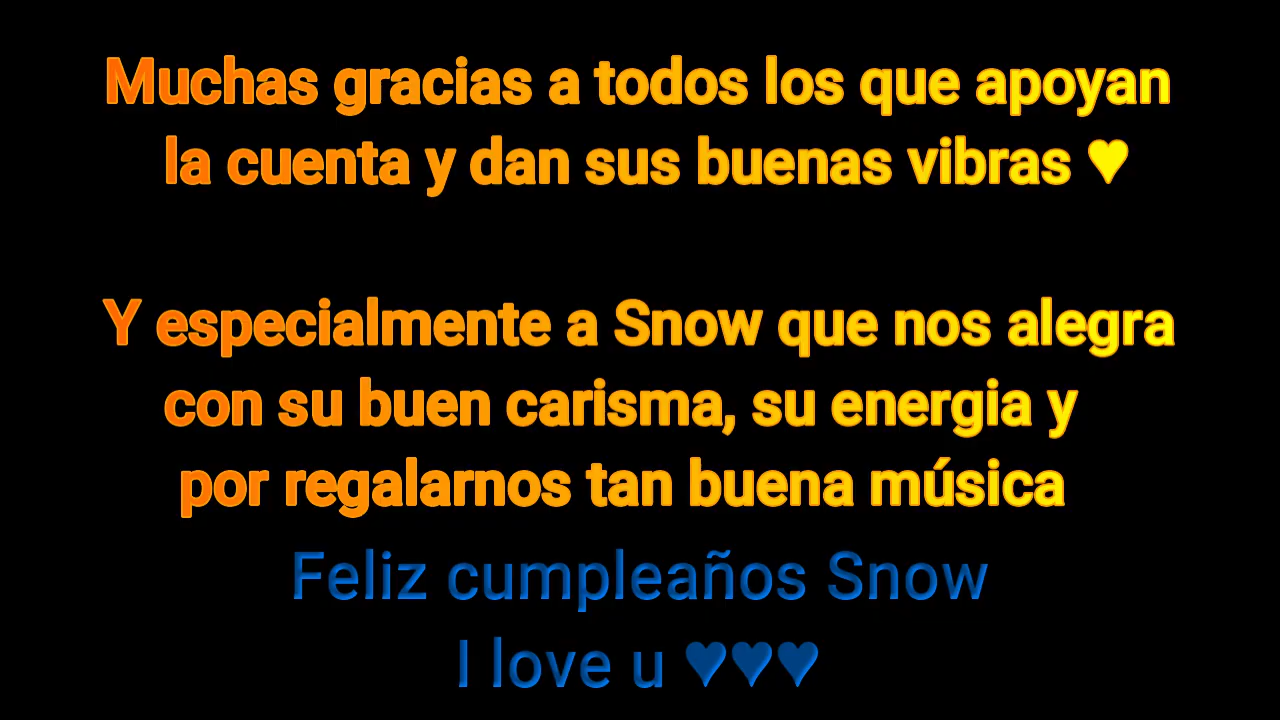 Muchas gracias a todos los que apoyan
la cuenta y dan sus buenas vibras ♥
Y especialmente a Snow que nos alegra
con su buen carisma, su energia y
por regalarnos tan buena música
Feliz cumpleaños Snow
I love u ♥♥♥